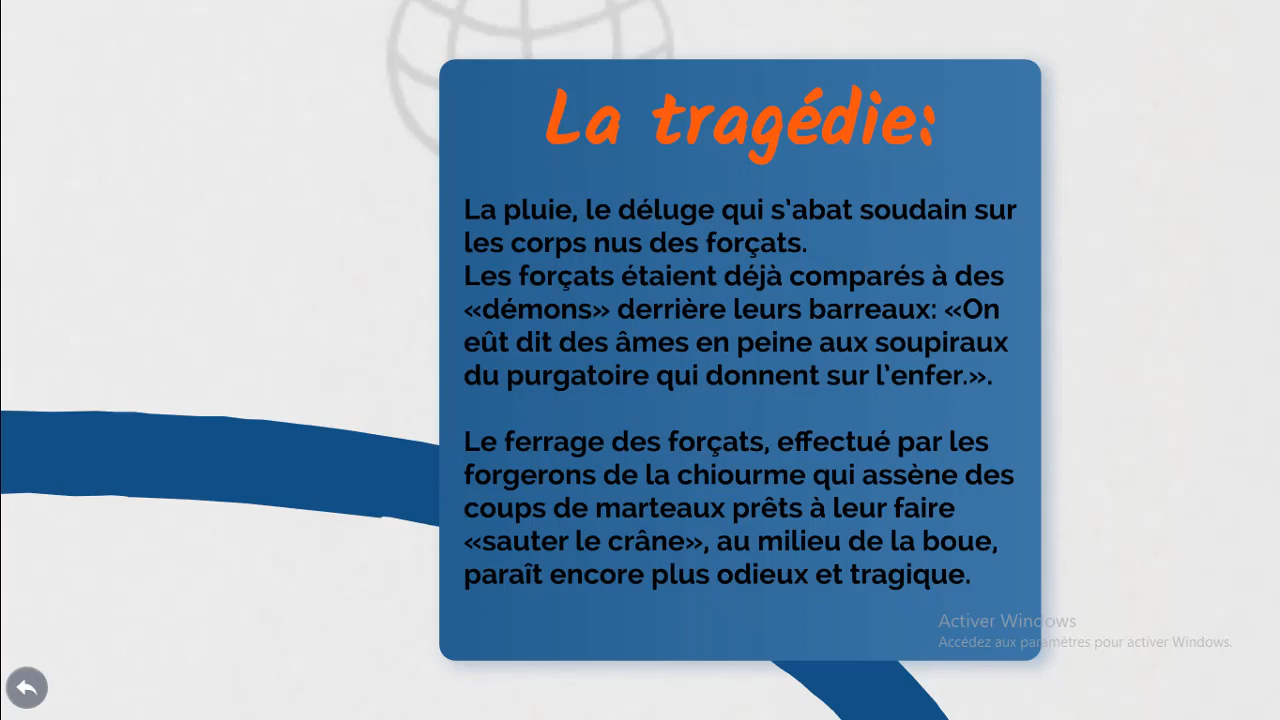 La tragédie:
La pluie, le déluge qui s'abat soudain sur
les corps nus des forçats.
Les forçats étaient déjà comparés à des
«démons» derrière leurs barreaux: «On
eût dit des âmes en peine aux soupiraux
du purgatoire qui donnent sur l'enfer.».
Le ferrage des forçats, effectué par les
forgerons de la chiourme qui assène des
coups de marteaux prêts à leur faire
«sauter le crâne», au milieu de la boue,
paraît encore plus odieux et tragique.
Activer Windows
Accédez aux paramètres pour activer Windows.